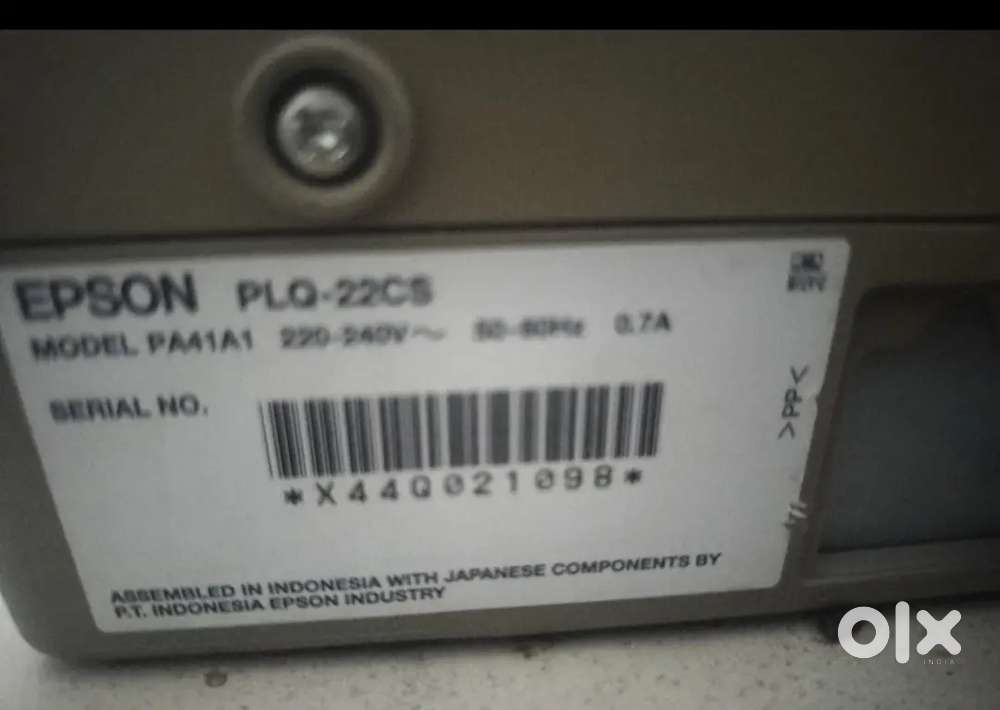 EPSON PLQ-22CS
MODEL PA41A1 220-240V~ 50-60Hz 0.7A
SERIAL NO.
*X44Q021098*
>PP<
ASSEMBLED IN INDONESIA WITH JAPANESE COMPONENTS BY
P.T. INDONESIA EPSON INDUSTRY
olx
INDIA